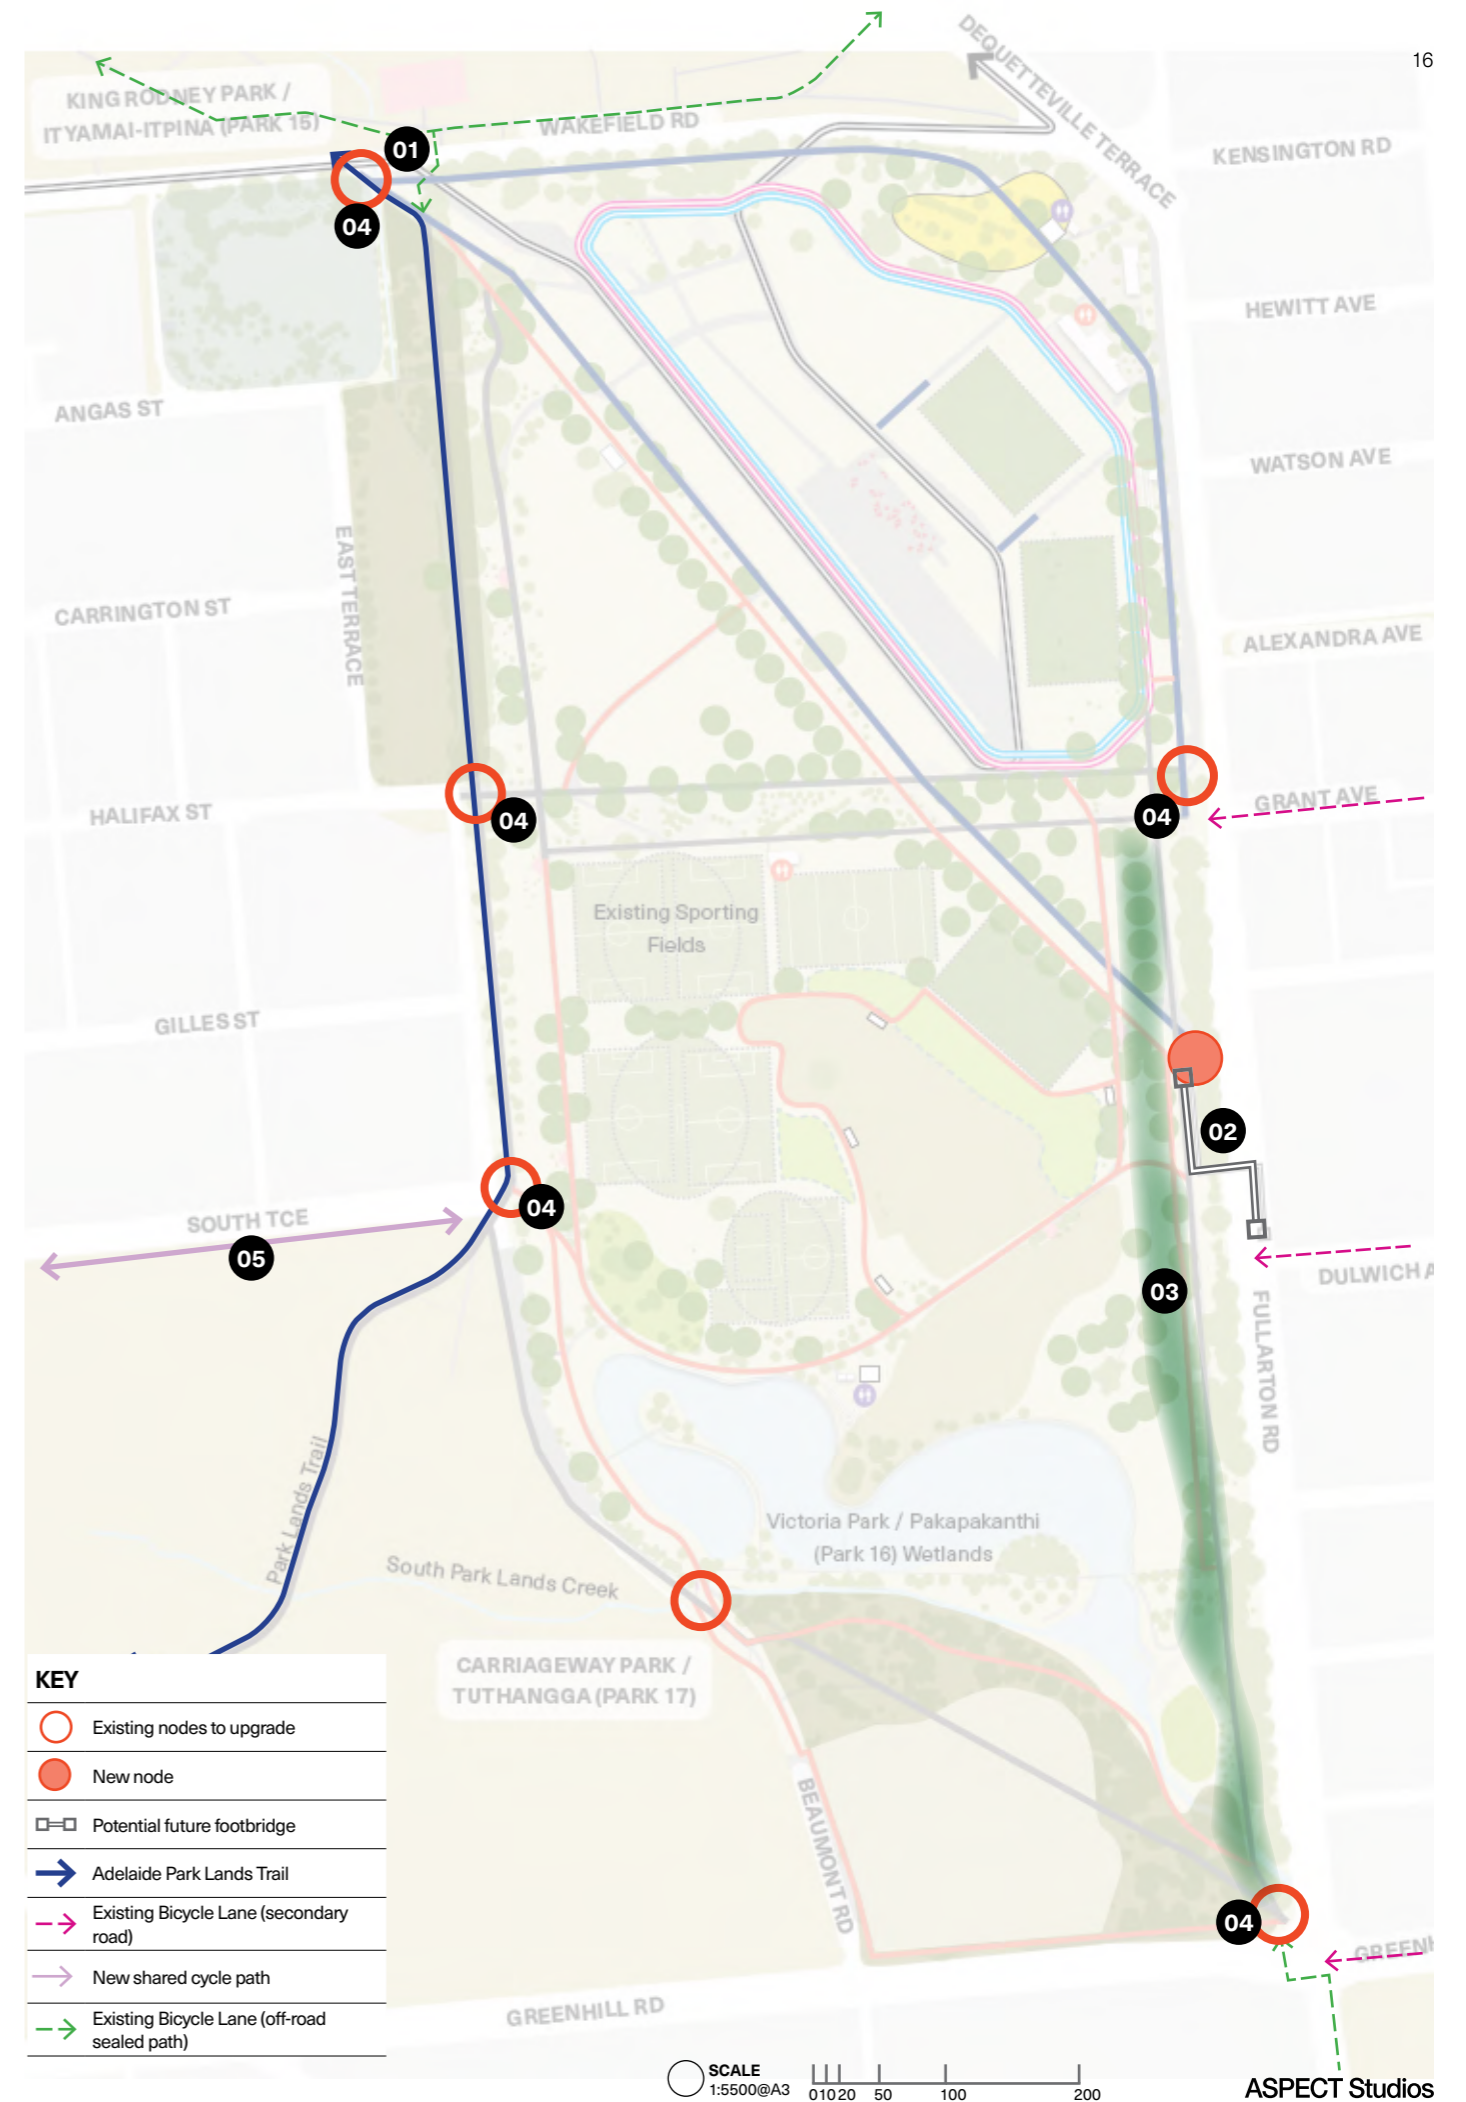 16
DEQUETTEVILLE TERRACE
KING RODNEY PARK /
ITYAMAI-ITPINA (PARK 15)
WAKEFIELD RD
KENSINGTON RD
01
04
HEWITT AVE
ANGAS ST
WATSON AVE
EAST TERRACE
CARRINGTON ST
ALEXANDRA AVE
HALIFAX ST
04
GRANT AVE
04
Existing Sporting
Fields
GILLES ST
02
SOUTH TCE
04
05
03
DULWICH A
FULLARTON RD
Park Lands Trail
Victoria Park / Pakapakanthi
(Park 16) Wetlands
South Park Lands Creek
CARRIAGEWAY PARK /
TUTHANGGA (PARK 17)
BEAUMONT RD
04
GREENH
GREENHILL RD
KEY
Existing nodes to upgrade
New node
Potential future footbridge
Adelaide Park Lands Trail
Existing Bicycle Lane (secondary
road)
New shared cycle path
Existing Bicycle Lane (off-road
sealed path)
SCALE
1:5500@A3
0 10 20 50 100 200
ASPECT Studios